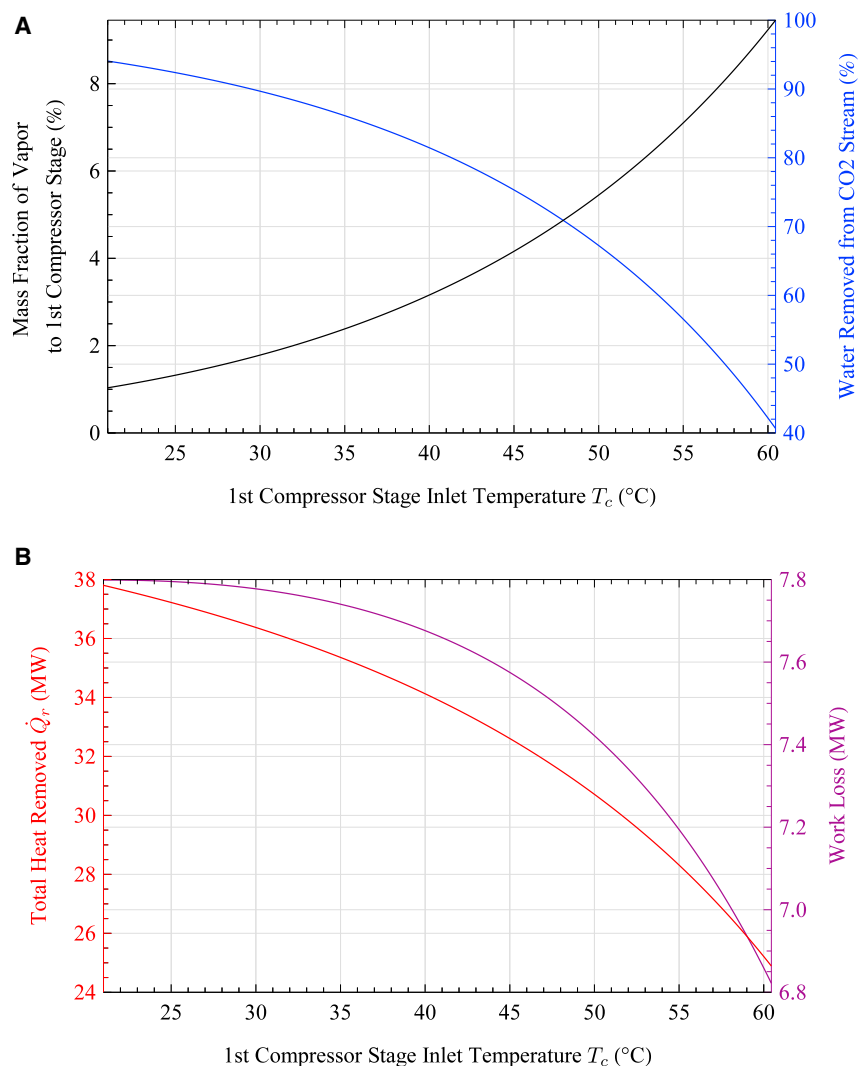 A
Mass Fraction of Vapor
to 1st Compressor Stage (%)
8
6
4
2
0
100
90
80
70
60
50
40
Water Removed from CO2 Stream (%)
25 30 35 40 45 50 55 60
1st Compressor Stage Inlet Temperature T_c (°C)
B
Total Heat Removed Q̇_r (MW)
38
36
34
32
30
28
26
24
7.8
7.6
7.4
7.2
7.0
6.8
Work Loss (MW)
25 30 35 40 45 50 55 60
1st Compressor Stage Inlet Temperature T_c (°C)